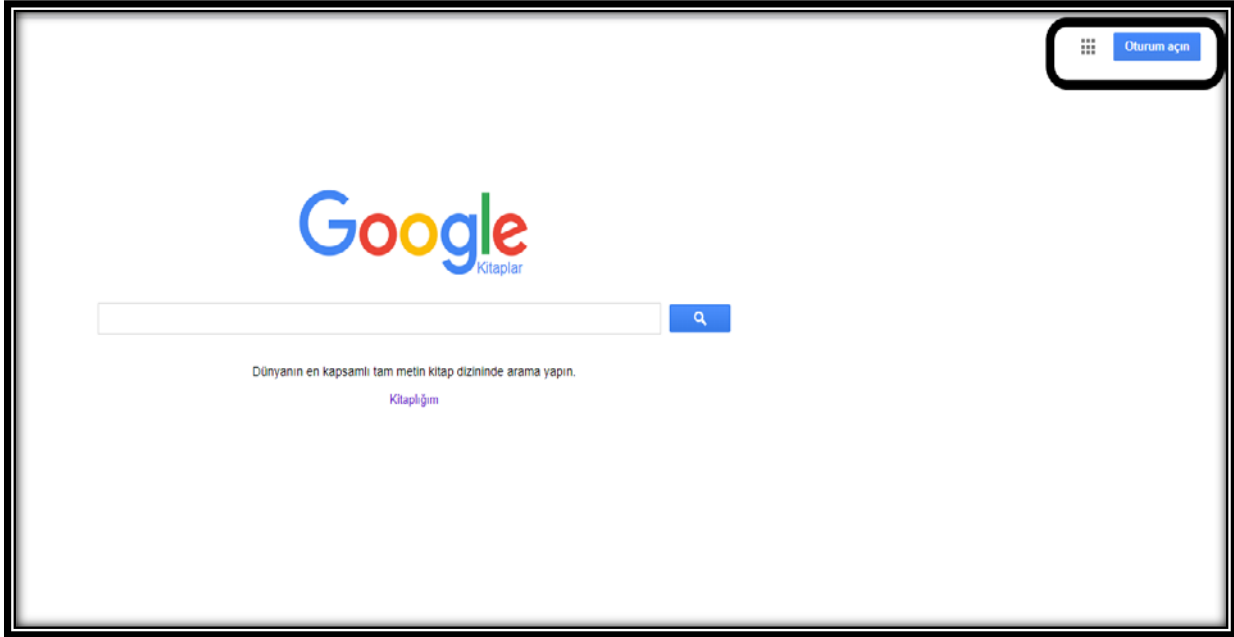 Oturum açın
Google
Kitaplar
Dünyanın en kapsamlı tam metin kitap dizininde arama yapın.
Kitaplığım